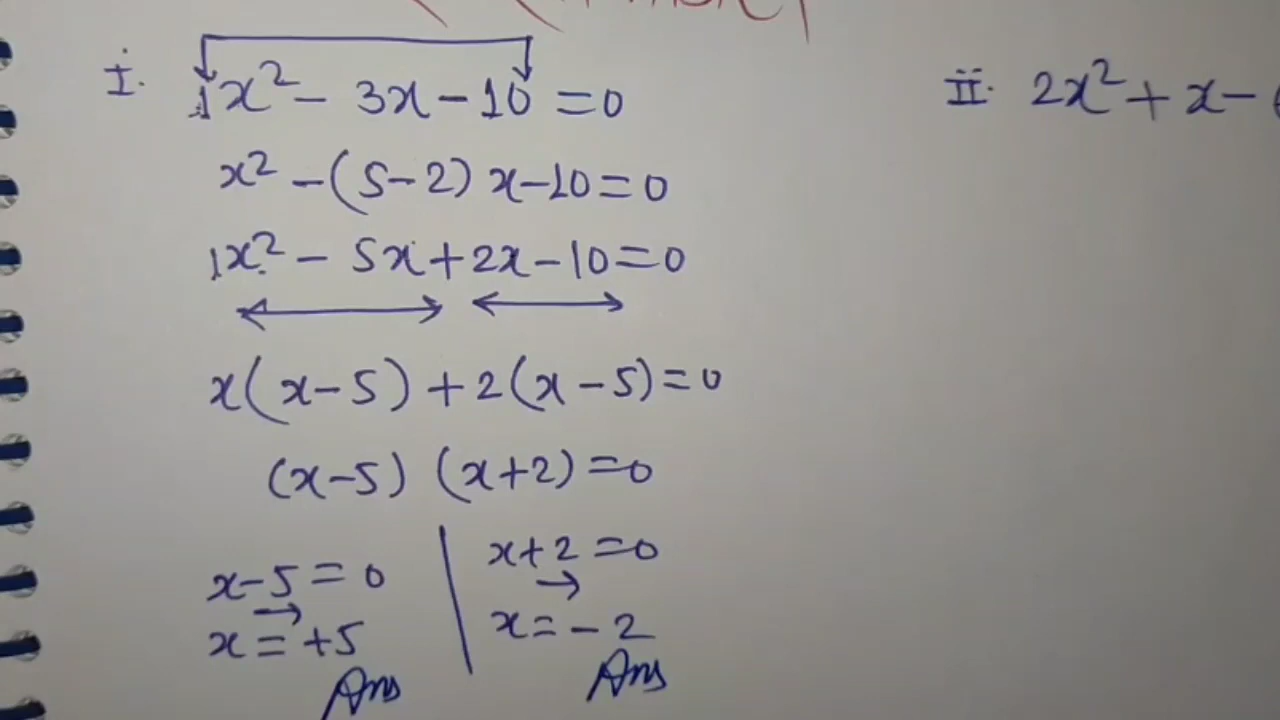 i. 1x² - 3x - 10 = 0
x² - (5-2) x - 10 = 0
1x² - 5x + 2x - 10 = 0
x(x-5) + 2(x-5) = 0
(x-5) (x+2) = 0
x-5 = 0
x = +5
Ans
x+2 = 0
x = -2
Ans
ii. 2x² + x -